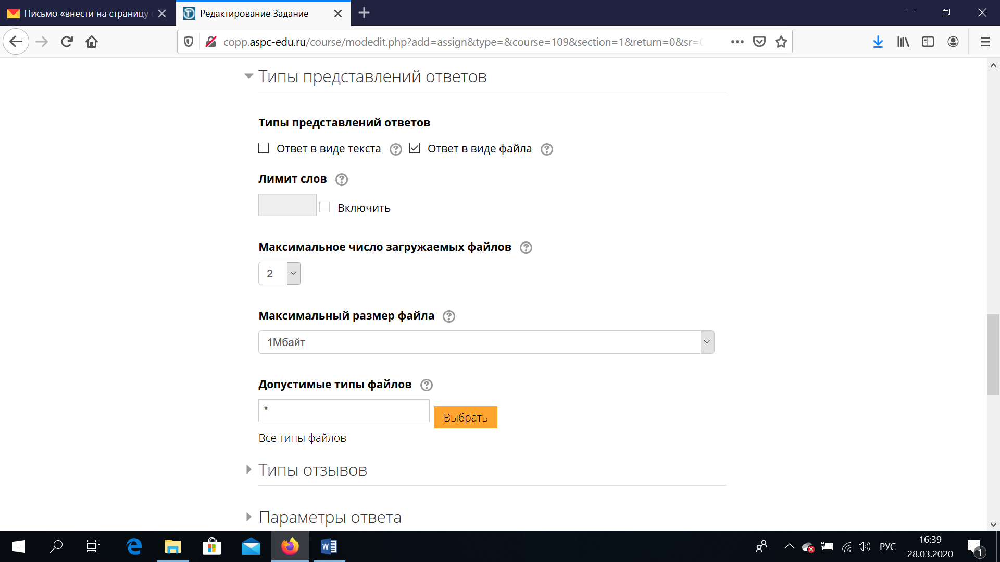 Письмо «внести на страницу
Редактирование Задание
copp.aspc-edu.ru/course/modedit.php?add=assign&type=&course=109&section=1&return=0&sr=
Типы представлений ответов
Типы представлений ответов
Ответ в виде текста ? Ответ в виде файла ?
Лимит слов ?
Включить
Максимальное число загружаемых файлов ?
2
Максимальный размер файла ?
1Мбайт
Допустимые типы файлов ?
*
Выбрать
Все типы файлов
Типы отзывов
Параметры ответа
РУС
16:39
28.03.2020
1